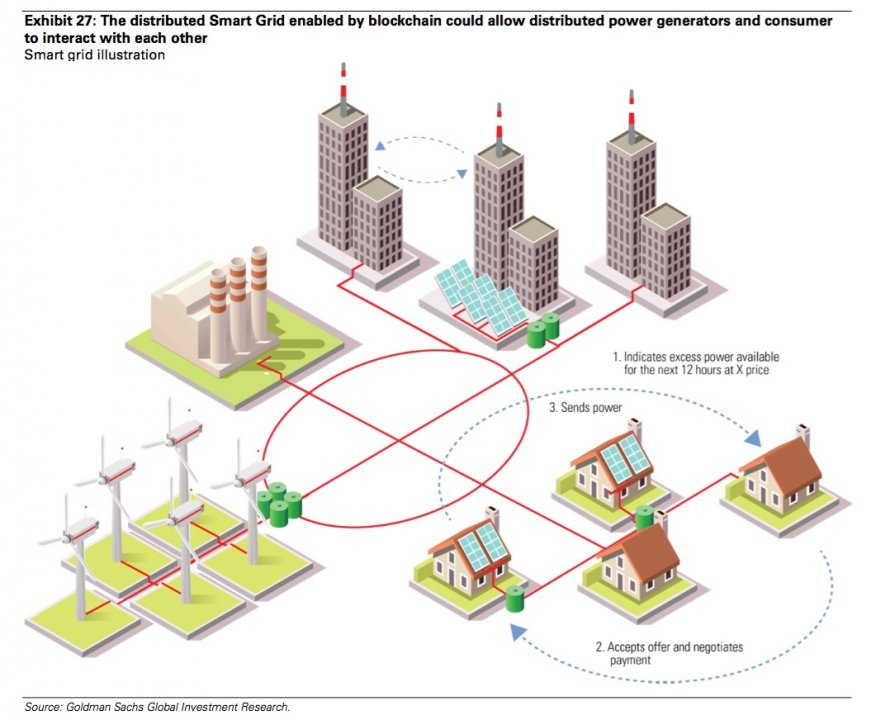 Exhibit 27: The distributed Smart Grid enabled by blockchain could allow distributed power generators and consumer
to interact with each other
Smart grid illustration
1. Indicates excess power available
for the next 12 hours at X price
3. Sends power
2. Accepts offer and negotiates
payment
Source: Goldman Sachs Global Investment Research.